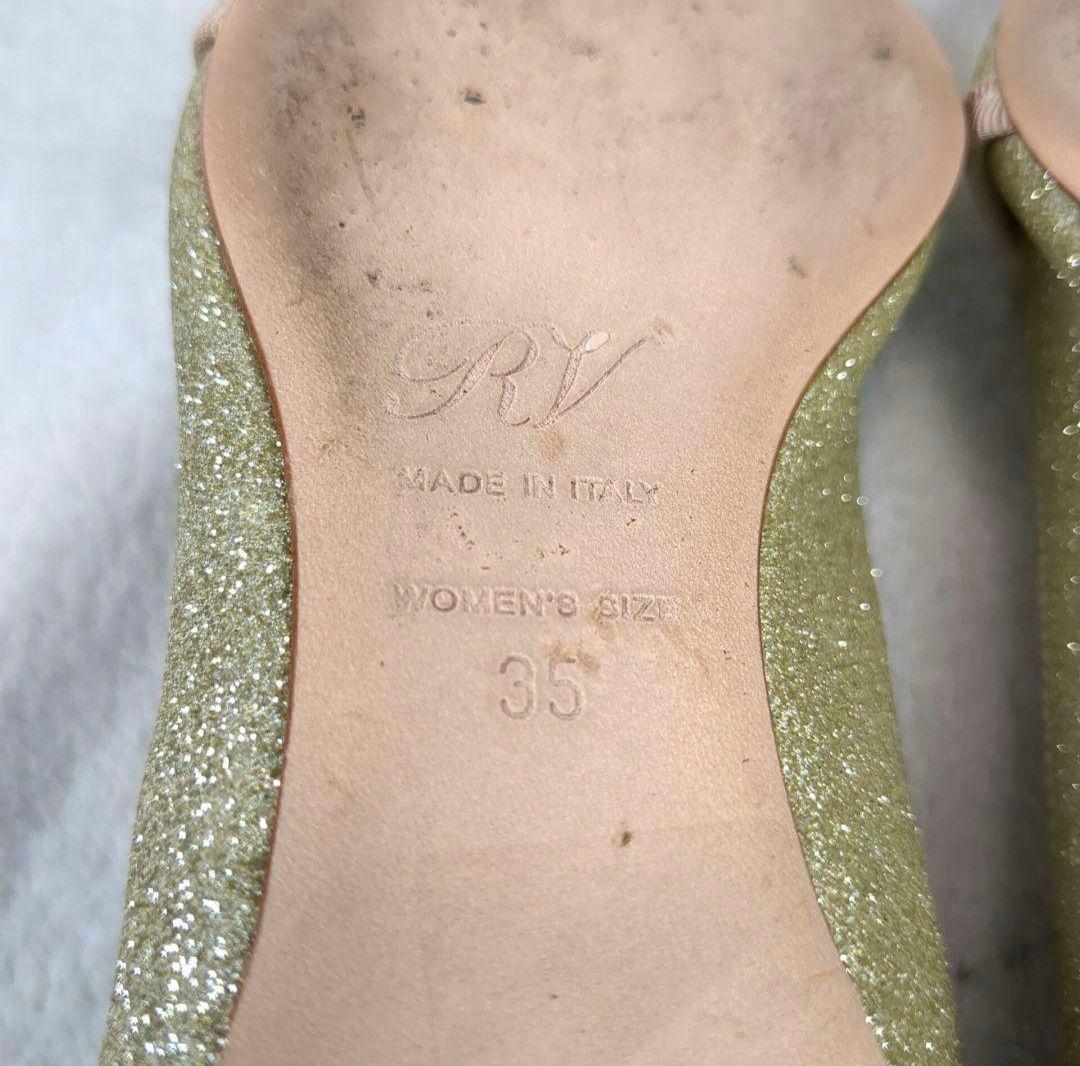 RV
MADE IN ITALY
WOMEN'S SIZE
35